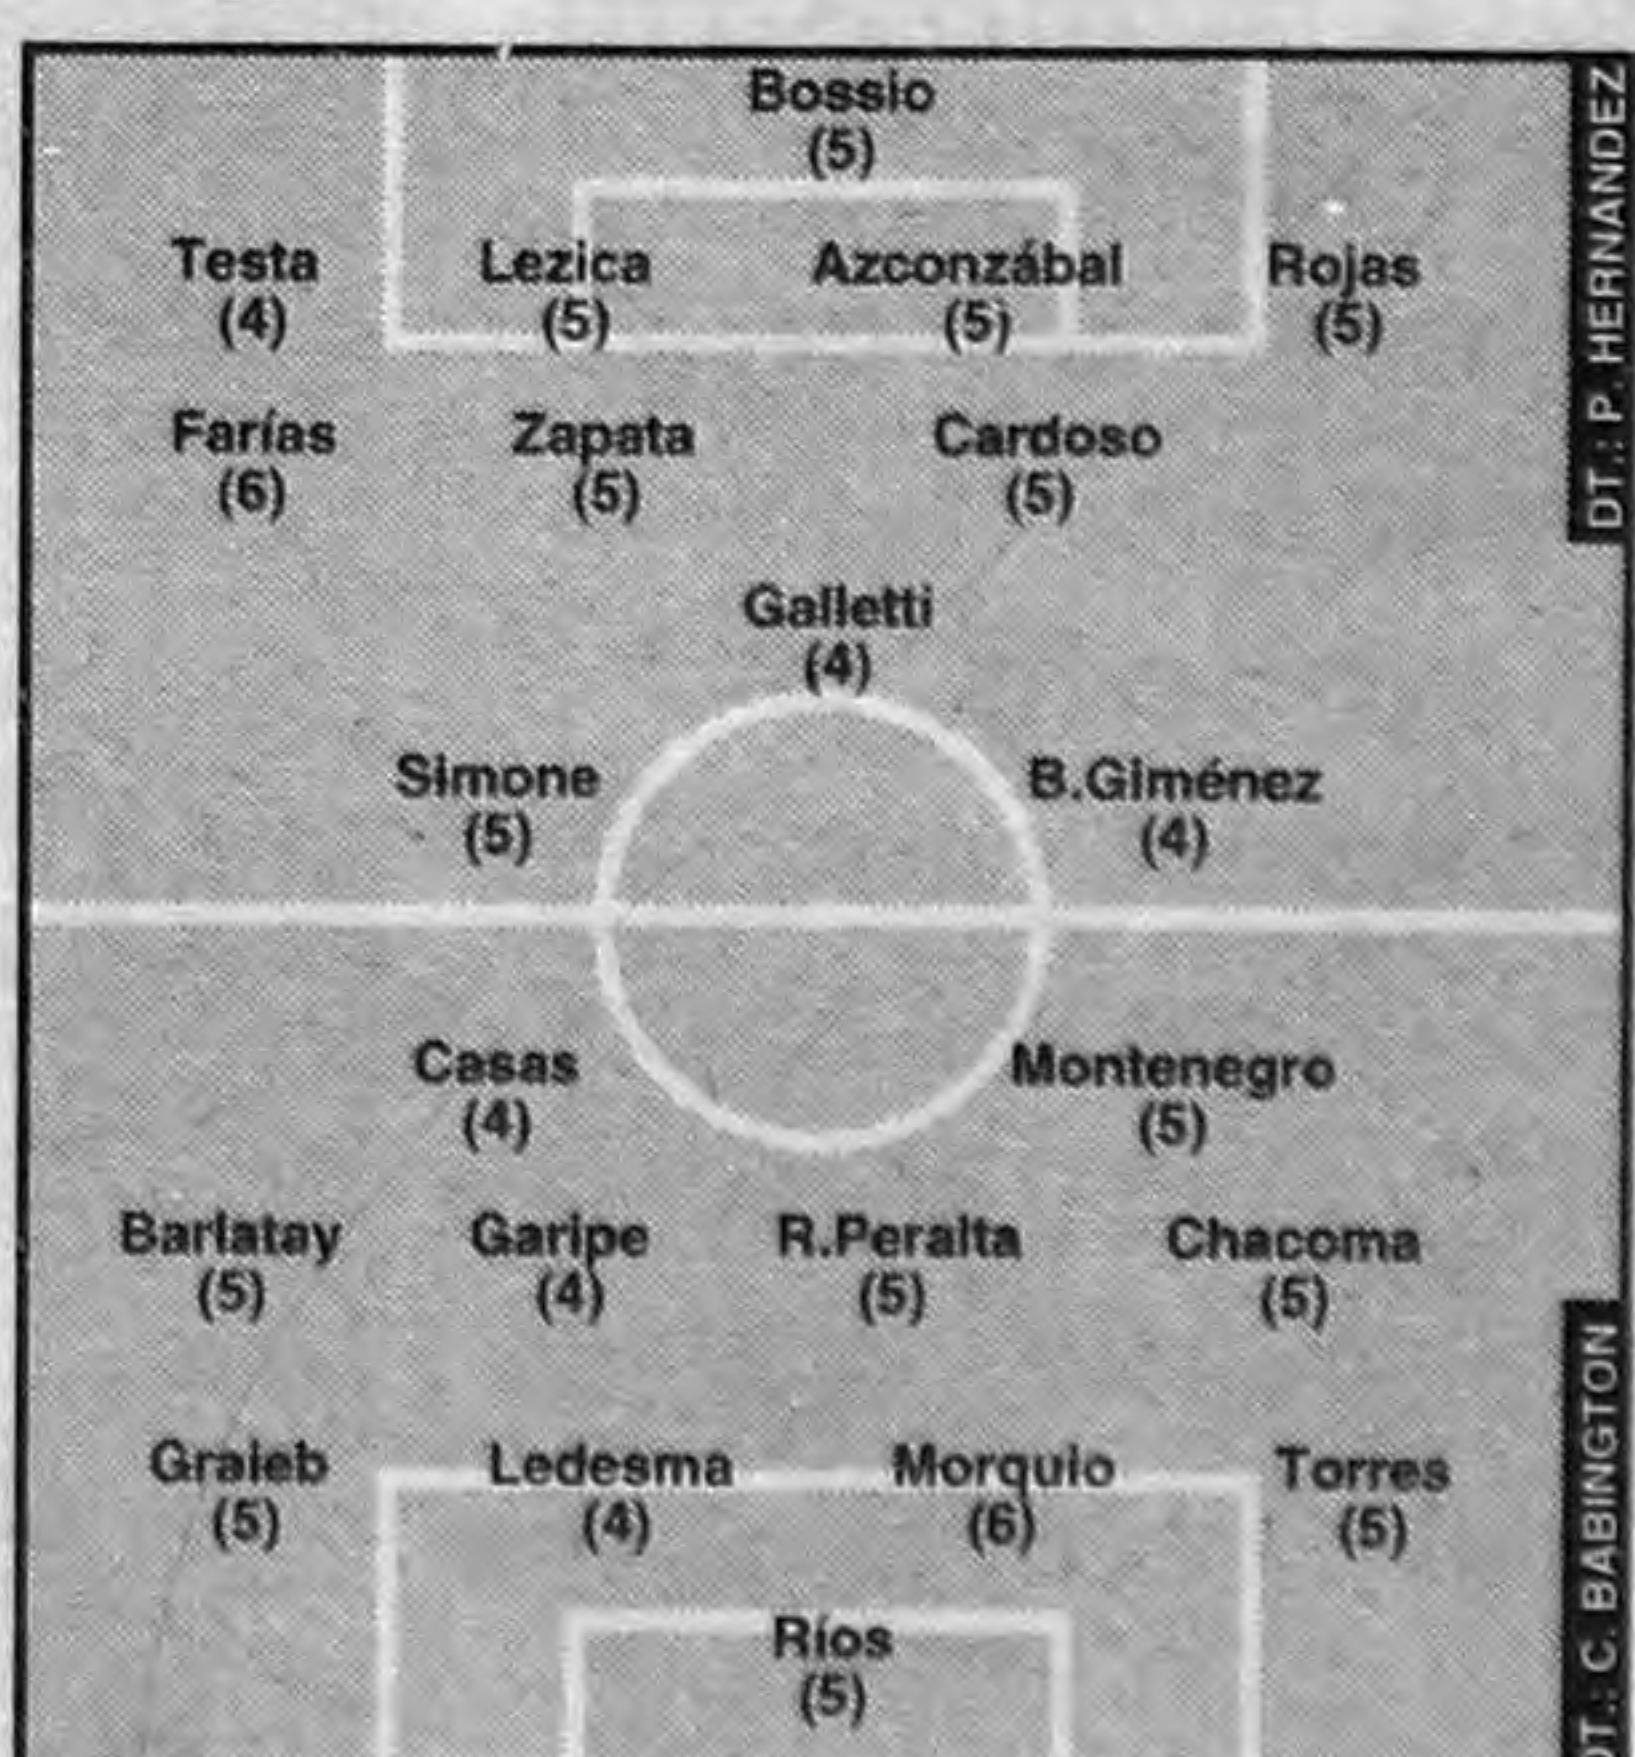 Bossio
(5)
Testa Lezica Azconzábal Rojas
(4) (5) (5) (5)
Farías Zapata Cardoso
(6) (5) (5)
Galletti
(4)
Simone B.Giménez
(5) (4)
DT.: P. HERNANDEZ
Casas Montenegro
(4) (5)
Barlatay Garipe R.Peralta Chacoma
(5) (4) (5) (5)
Graieb Ledesma Morquio Torres
(5) (4) (6) (5)
Ríos
(5)
DT.: C. BABINGTON